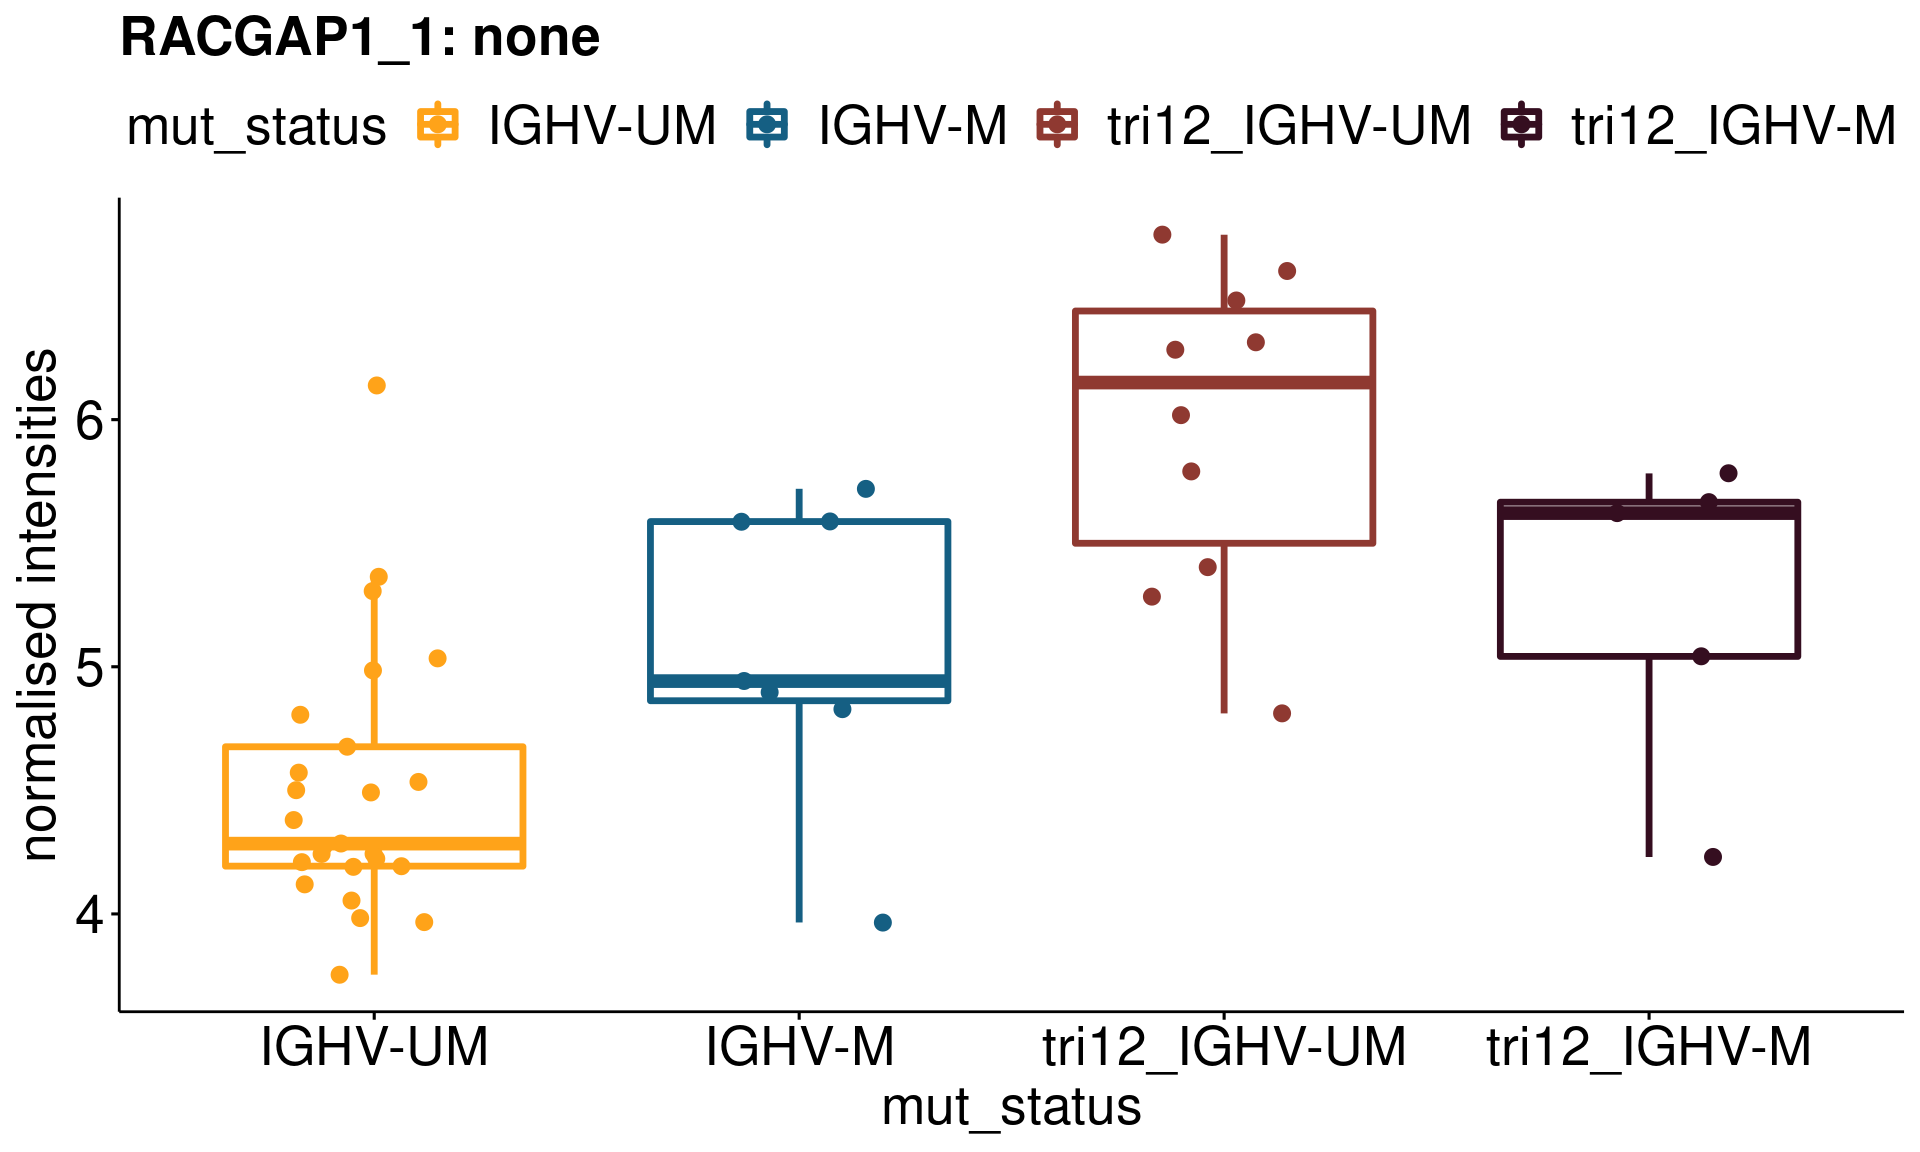 RACGAP1_1: none
mut_status IGHV-UM IGHV-M tri12_IGHV-UM tri12_IGHV-M
normalised intensities
6
5
4
IGHV-UM IGHV-M tri12_IGHV-UM tri12_IGHV-M
mut_status